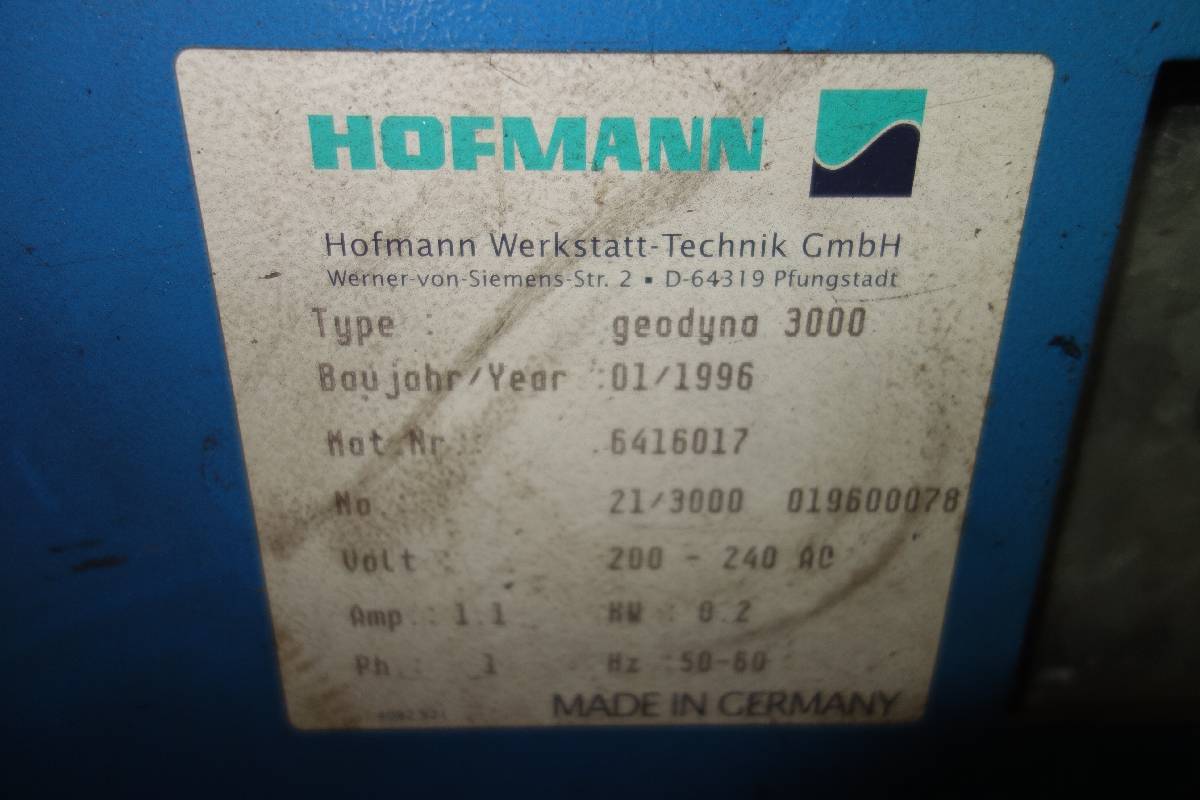 HOFMANN
Hofmann Werkstatt-Technik GmbH
Werner-von-Siemens-Str. 2 ▪ D-64319 Pfungstadt
Type : geodyna 3000
Baujahr/Year :01/1996
Mat.Nr.: 6416017
No 21/3000 019600078
Volt : 200 - 240 AC
Amp.: 1.1 KW : 0.2
Ph.: 1 Hz :50-60
MADE IN GERMANY